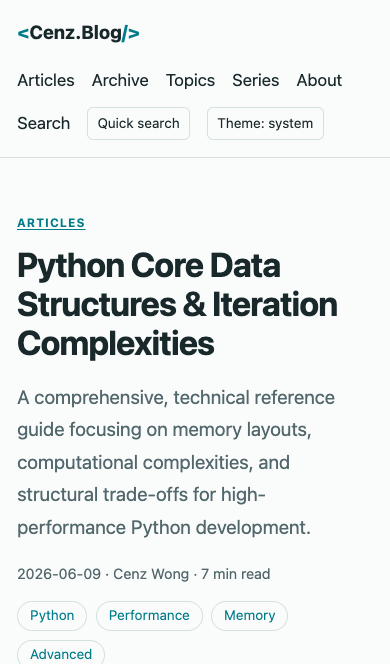 <Cenz.Blog/>
Articles Archive Topics Series About
Search Quick search Theme: system
ARTICLES
Python Core Data
Structures & Iteration
Complexities
A comprehensive, technical reference
guide focusing on memory layouts,
computational complexities, and
structural trade-offs for high-
performance Python development.
2026-06-09 · Cenz Wong · 7 min read
Python Performance Memory
Advanced